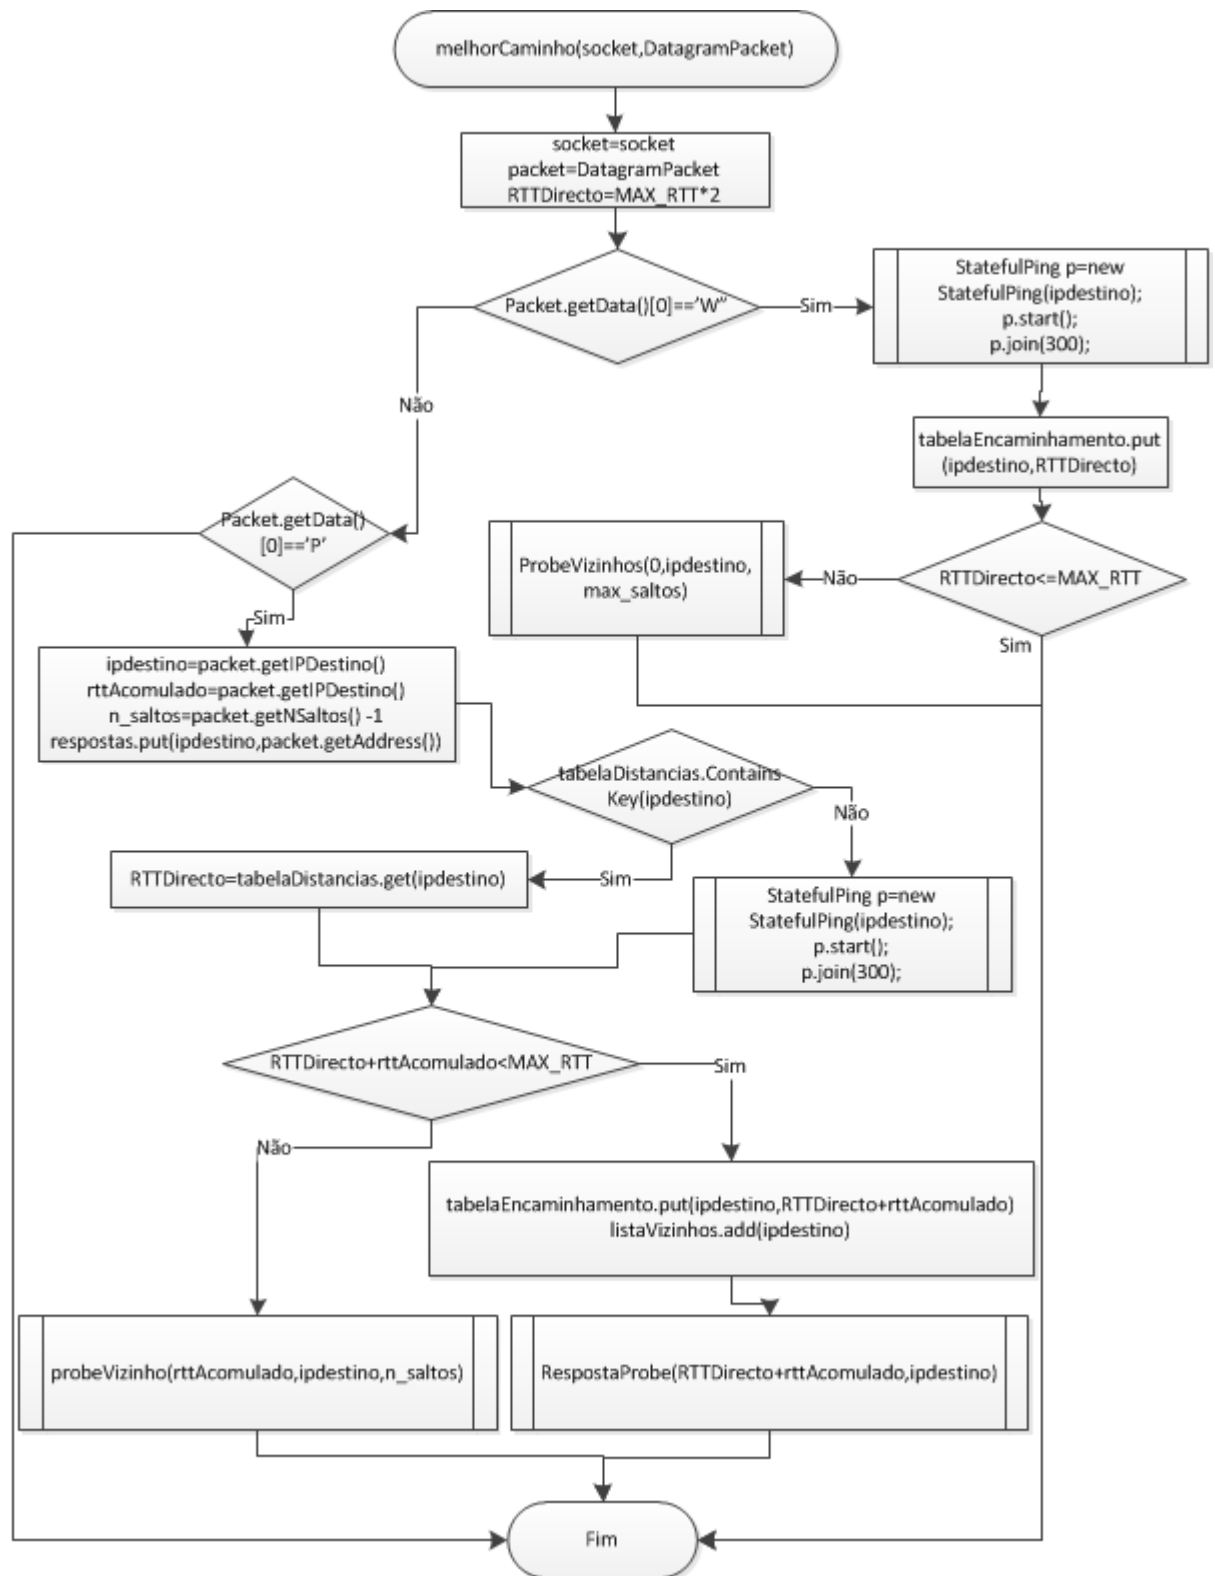 melhorCaminho(socket,DatagramPacket)
socket=socket
packet=DatagramPacket
RTTDirecto=MAX_RTT*2
Packet.getData()[0]=='W"
Sim
StatefulPing p=new
StatefulPing(ipdestino);
p.start();
p.join(300);
Não
tabelaEncaminhamento.put
(ipdestino,RTTDirecto)
Packet.getData()
[0]=='P'
ProbeVizinhos(0,ipdestino,
max_saltos)
Não
RTTDirecto<=MAX_RTT
Sim
Sim
ipdestino=packet.getIPDestino()
rttAcomulado=packet.getIPDestino()
n_saltos=packet.getNSaltos() -1
respostas.put(ipdestino,packet.getAddress())
tabelaDistancias.Contains
Key(ipdestino)
Não
RTTDirecto=tabelaDistancias.get(ipdestino)
Sim
StatefulPing p=new
StatefulPing(ipdestino);
p.start();
p.join(300);
RTTDirecto+rttAcomulado<MAX_RTT
Sim
Não
tabelaEncaminhamento.put(ipdestino,RTTDirecto+rttAcomulado)
listaVizinhos.add(ipdestino)
probeVizinho(rttAcomulado,ipdestino,n_saltos)
RespostaProbe(RTTDirecto+rttAcomulado,ipdestino)
Fim